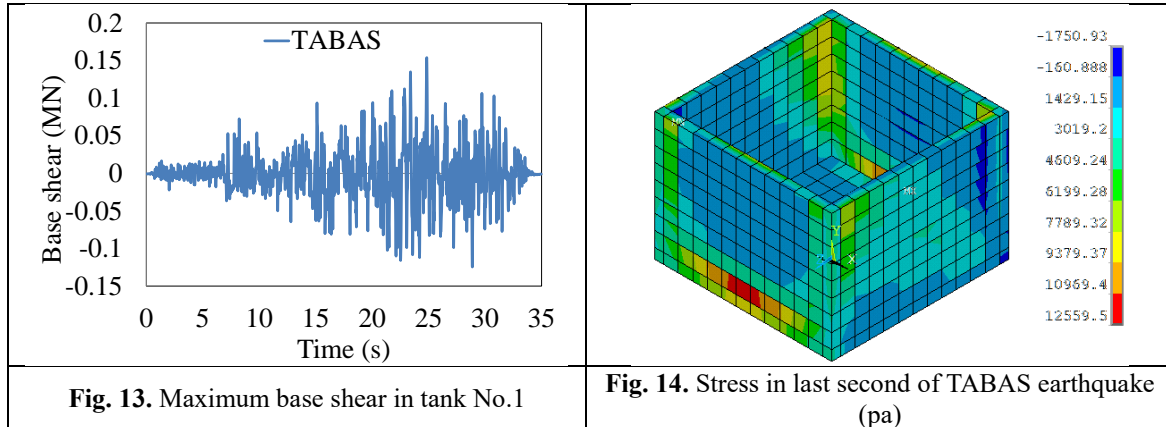 0.2
TABAS
0.15
0.1
0.05
0
-0.05
-0.1
-0.15
Base shear (MN)
0 5 10 15 20 25 30 35
Time (s)
-1750.93
-160.888
1429.15
3019.2
4609.24
6199.28
7789.32
9379.37
10969.4
12559.5
MX
Y
X
Fig. 13. Maximum base shear in tank No.1
Fig. 14. Stress in last second of TABAS earthquake
(pa)